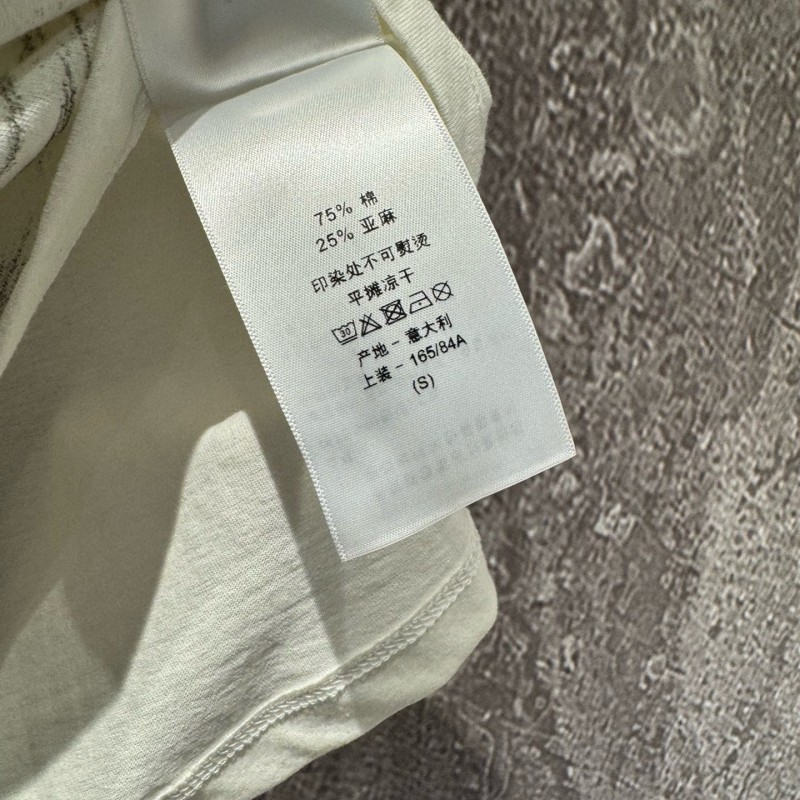 75% 棉
25% 亚麻
印染处不可熨烫
平摊凉干
30
产地 - 意大利
上装 - 165/84A
(S)